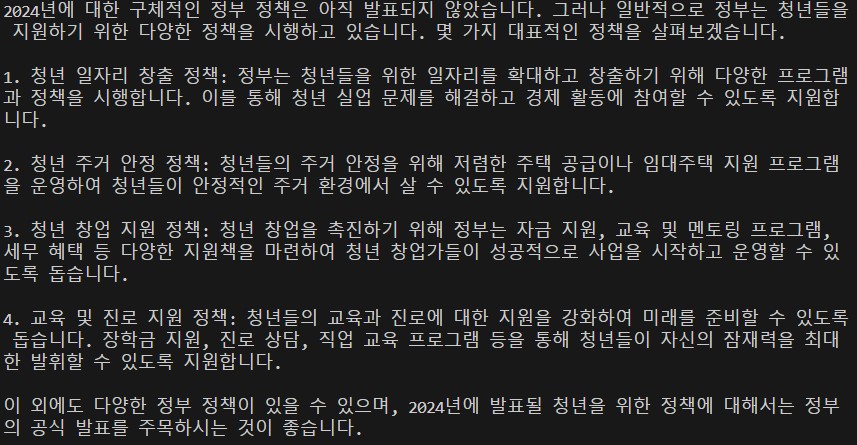 2024년에 대한 구체적인 정부 정책은 아직 발표되지 않았습니다. 그러나 일반적으로 정부는 청년들을
지원하기 위한 다양한 정책을 시행하고 있습니다. 몇 가지 대표적인 정책을 살펴보겠습니다.
1. 청년 일자리 창출 정책: 정부는 청년들을 위한 일자리를 확대하고 창출하기 위해 다양한 프로그램
과 정책을 시행합니다. 이를 통해 청년 실업 문제를 해결하고 경제 활동에 참여할 수 있도록 지원합
니다.
2. 청년 주거 안정 정책: 청년들의 주거 안정을 위해 저렴한 주택 공급이나 임대주택 지원 프로그램
을 운영하여 청년들이 안정적인 주거 환경에서 살 수 있도록 지원합니다.
3. 청년 창업 지원 정책: 청년 창업을 촉진하기 위해 정부는 자금 지원, 교육 및 멘토링 프로그램,
세무 혜택 등 다양한 지원책을 마련하여 청년 창업가들이 성공적으로 사업을 시작하고 운영할 수 있
도록 돕습니다.
4. 교육 및 진로 지원 정책: 청년들의 교육과 진로에 대한 지원을 강화하여 미래를 준비할 수 있도록
돕습니다. 장학금 지원, 진로 상담, 직업 교육 프로그램 등을 통해 청년들이 자신의 잠재력을 최대
한 발휘할 수 있도록 지원합니다.
이 외에도 다양한 정부 정책이 있을 수 있으며, 2024년에 발표될 청년을 위한 정책에 대해서는 정부
의 공식 발표를 주목하시는 것이 좋습니다.